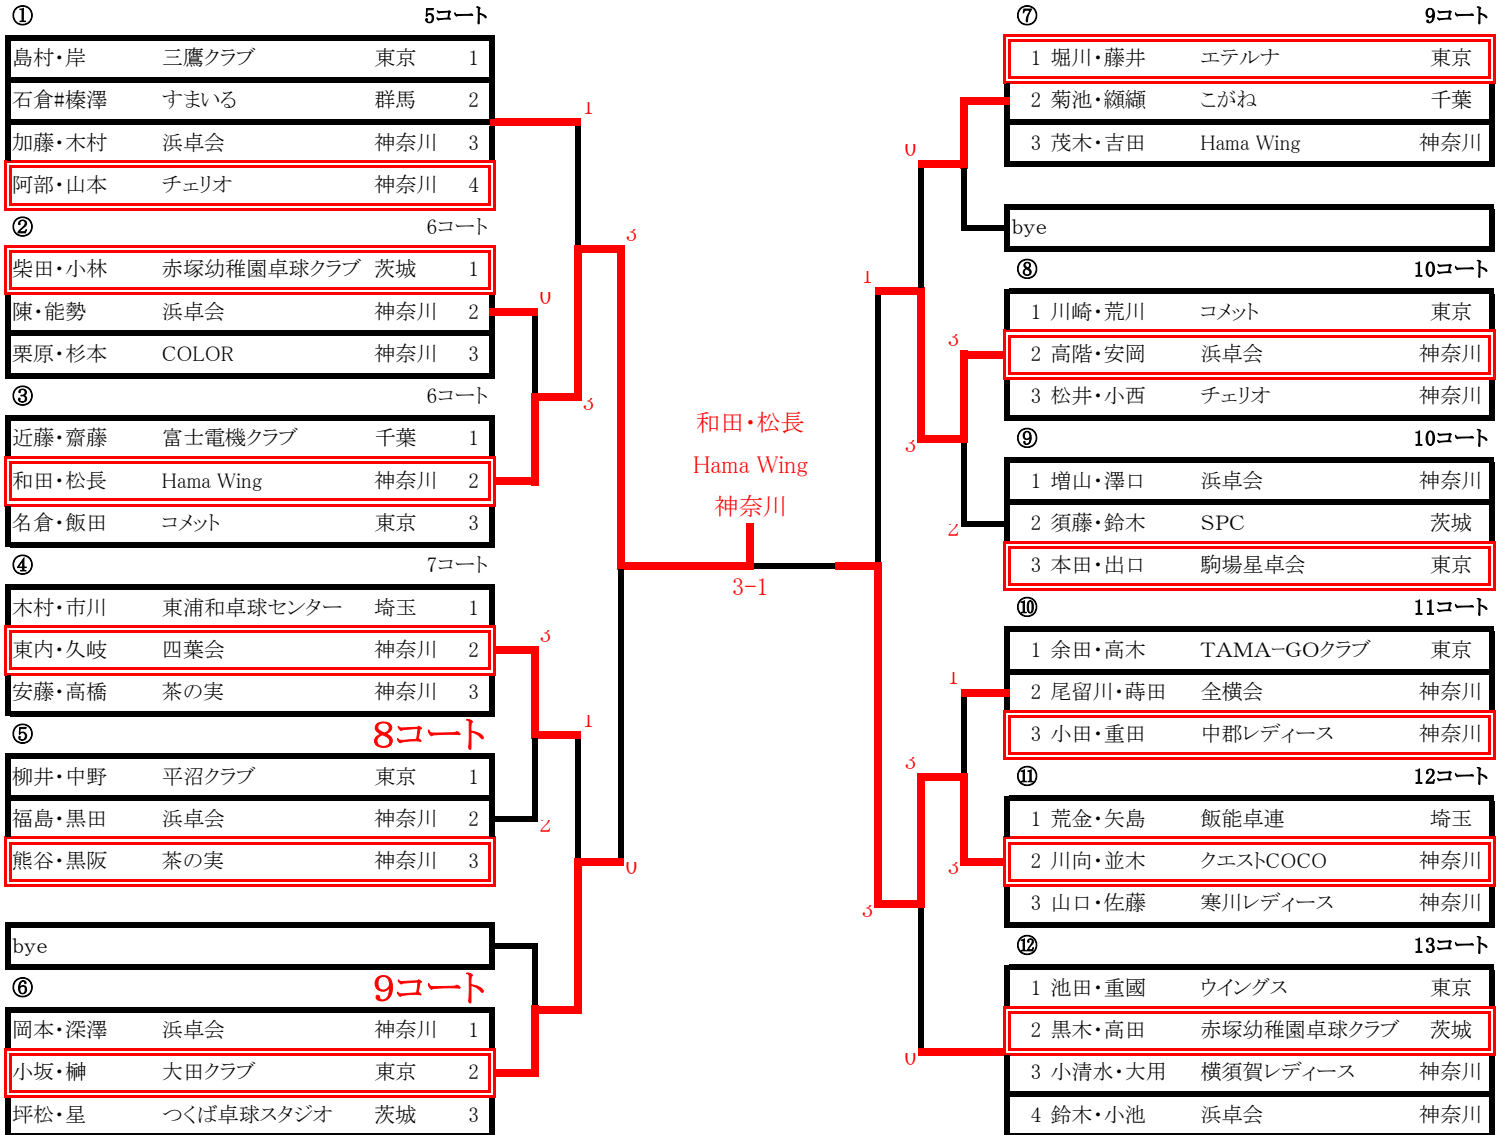 ① 5コート
島村・岸 三鷹クラブ 東京 1
石倉#榛澤 すまいる 群馬 2
加藤・木村 浜卓会 神奈川 3
阿部・山本 チェリオ 神奈川 4
1
② 6コート
柴田・小林 赤塚幼稚園卓球クラブ 茨城 1
陳・能勢 浜卓会 神奈川 2
栗原・杉本 COLOR 神奈川 3
3
0
③ 6コート
近藤・齋藤 富士電機クラブ 千葉 1
和田・松長 Hama Wing 神奈川 2
名倉・飯田 コメット 東京 3
3
④ 7コート
木村・市川 東浦和卓球センター 埼玉 1
東内・久岐 四葉会 神奈川 2
安藤・高橋 茶の実 神奈川 3
3
⑤ 8コート
柳井・中野 平沼クラブ 東京 1
福島・黒田 浜卓会 神奈川 2
熊谷・黒阪 茶の実 神奈川 3
1
2
0
bye
⑥ 9コート
岡本・深澤 浜卓会 神奈川 1
小坂・榊 大田クラブ 東京 2
坪松・星 つくば卓球スタジオ 茨城 3
和田・松長
Hama Wing
神奈川
3-1
⑦ 9コート
1 堀川・藤井 エテルナ 東京
2 菊池・纐纈 こがね 千葉
3 茂木・吉田 Hama Wing 神奈川
0
bye
⑧ 10コート
1 川崎・荒川 コメット 東京
2 高階・安岡 浜卓会 神奈川
3 松井・小西 チェリオ 神奈川
1
3
⑨ 10コート
1 増山・澤口 浜卓会 神奈川
2 須藤・鈴木 SPC 茨城
3 本田・出口 駒場星卓会 東京
3
2
⑩ 11コート
1 余田・高木 TAMA-GOクラブ 東京
2 尾留川・蒔田 全横会 神奈川
3 小田・重田 中郡レディース 神奈川
1
3
⑪ 12コート
1 荒金・矢島 飯能卓連 埼玉
2 川向・並木 クエストCOCO 神奈川
3 山口・佐藤 寒川レディース 神奈川
3
3
⑫ 13コート
1 池田・重國 ウイングス 東京
2 黒木・高田 赤塚幼稚園卓球クラブ 茨城
3 小清水・大用 横須賀レディース 神奈川
4 鈴木・小池 浜卓会 神奈川
0